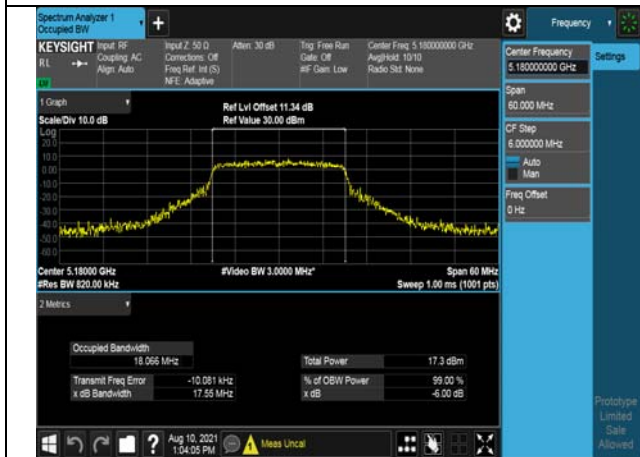 Spectrum Analyzer 1
Occupied BW
Frequency
KEYSIGHT
Input: RF
Input Z: 50 Ω
Atten: 30 dB
Trig: Free Run
Center Freq: 5.180000000 GHz
RL
Coupling: AC
Corrections: Off
Gate: Off
Avg|Hold: 10/10
Align: Auto
Freq Ref: Int (S)
#IF Gain: Low
Radio Std: None
NFE: Adaptive
Center Frequency
5.180000000 GHz
Settings
Span
60.000 MHz
CF Step
6.000000 MHz
Auto
Man
Freq Offset
0 Hz
1 Graph
Ref Lvl Offset 11.34 dB
Scale/Div 10.0 dB
Ref Value 30.00 dBm
Log
20.0
10.0
0.00
-10.0
-20.0
-30.0
-40.0
-50.0
-60.0
Center 5.18000 GHz
#Video BW 3.0000 MHz*
Span 60 MHz
#Res BW 820.00 kHz
Sweep 1.00 ms (1001 pts)
2 Metrics
Occupied Bandwidth
18.066 MHz
Total Power
17.3 dBm
Transmit Freq Error
-10.081 kHz
% of OBW Power
99.00 %
x dB Bandwidth
17.55 MHz
x dB
-6.00 dB
Prototype
Limited
Sale
Allowed
?
Aug 10, 2021
1:04:05 PM
Meas Uncal